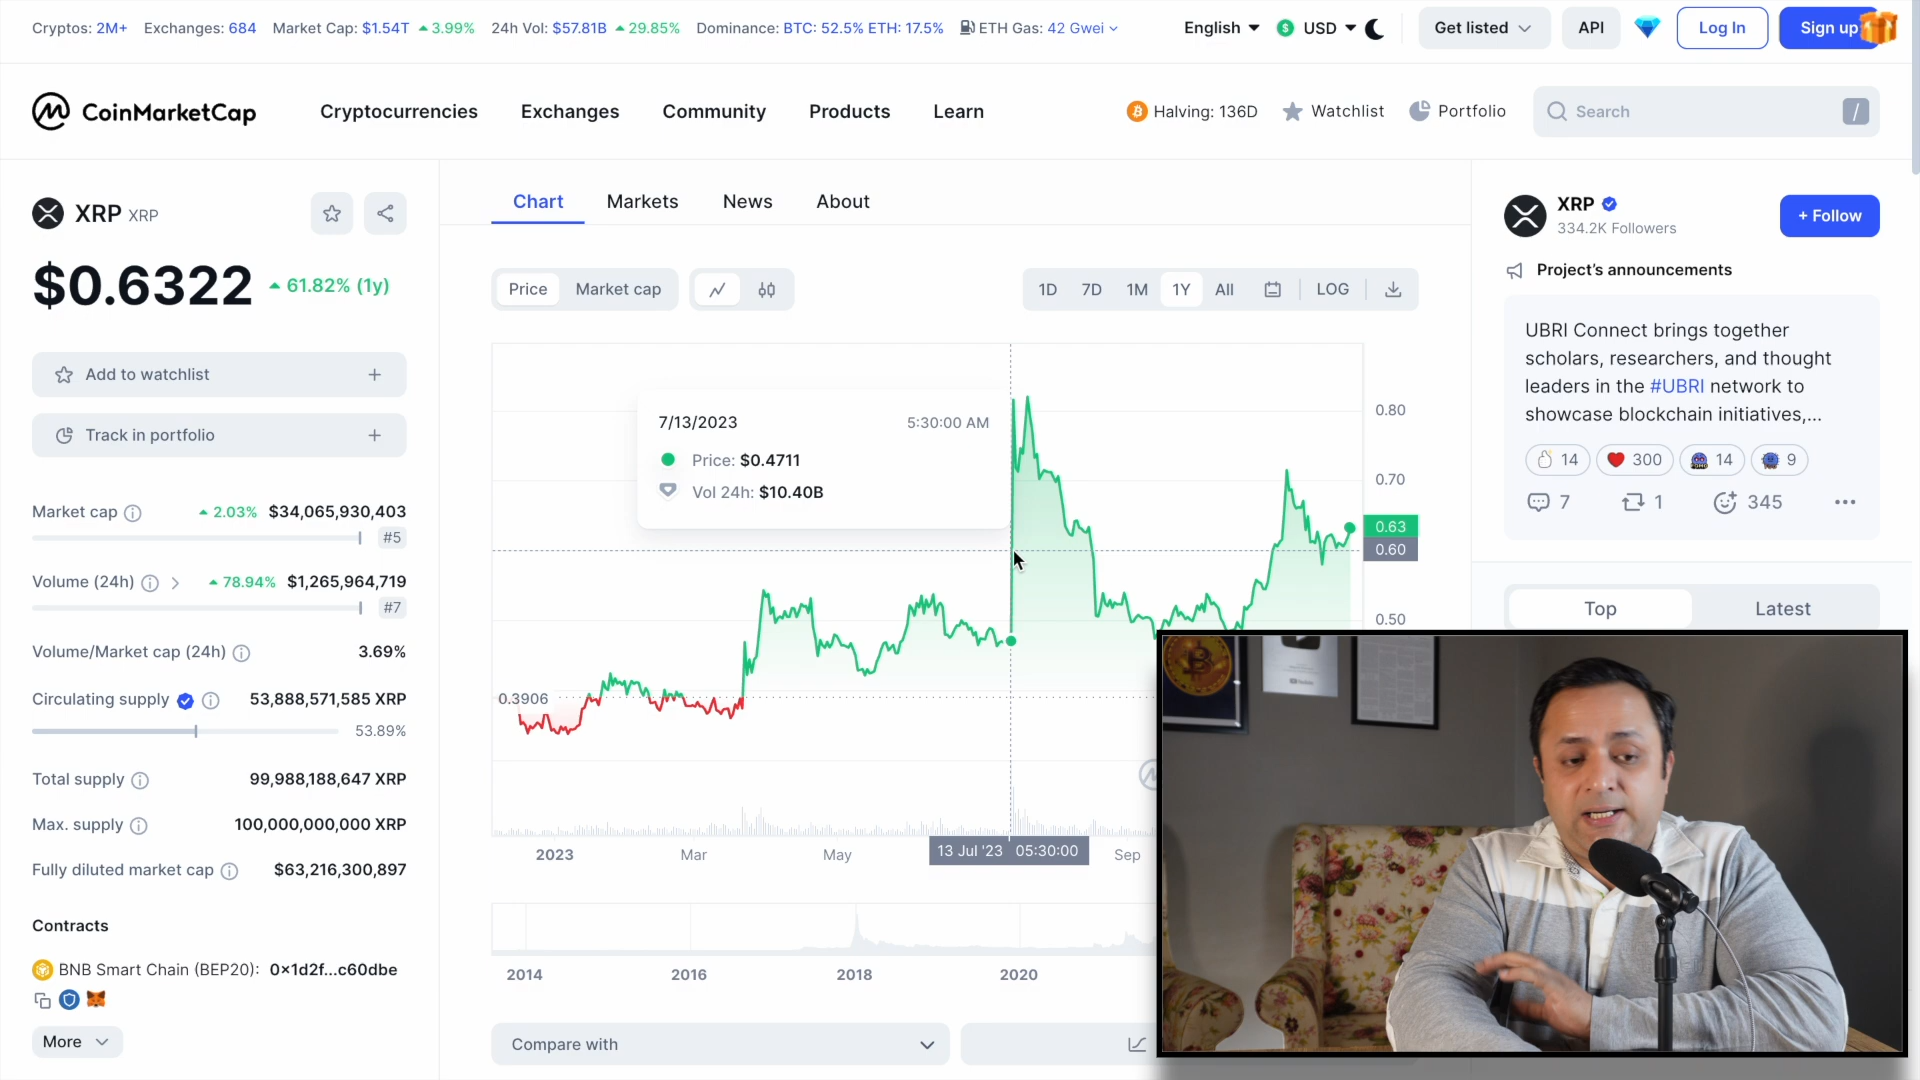 Cryptos: 2M+ Exchanges: 684 Market Cap: $1.54T 3.99% 24h Vol: $57.81B 29.85% Dominance: BTC: 52.5% ETH: 17.5% ETH Gas: 42 Gwei English $ USD Get listed API Log In Sign up
CoinMarketCap Cryptocurrencies Exchanges Community Products Learn Halving: 136D Watchlist Portfolio Search /
XRP XRP
$0.6322 61.82% (1y)
Add to watchlist +
Track in portfolio +
Market cap 2.03% $34,065,930,403
#5
Volume (24h) 78.94% $1,265,964,719
#7
Volume/Market cap (24h) 3.69%
Circulating supply 53,888,571,585 XRP
53.89%
Total supply 99,988,188,647 XRP
Max. supply 100,000,000,000 XRP
Fully diluted market cap $63,216,300,897
Contracts
BNB Smart Chain (BEP20): 0x1d2f...c60dbe
More
Chart Markets News About
Price Market cap 1D 7D 1M 1Y All LOG
7/13/2023 5:30:00 AM
Price: $0.4711
Vol 24h: $10.40B
0.80
0.70
0.63
0.60
0.50
0.3906
2023 Mar May 13 Jul '23 05:30:00 Sep
2014 2016 2018 2020
Compare with
XRP
334.2K Followers
+ Follow
Project's announcements
UBRI Connect brings together
scholars, researchers, and thought
leaders in the #UBRI network to
showcase blockchain initiatives,...
14 300 14 9
7 1 345
Top Latest